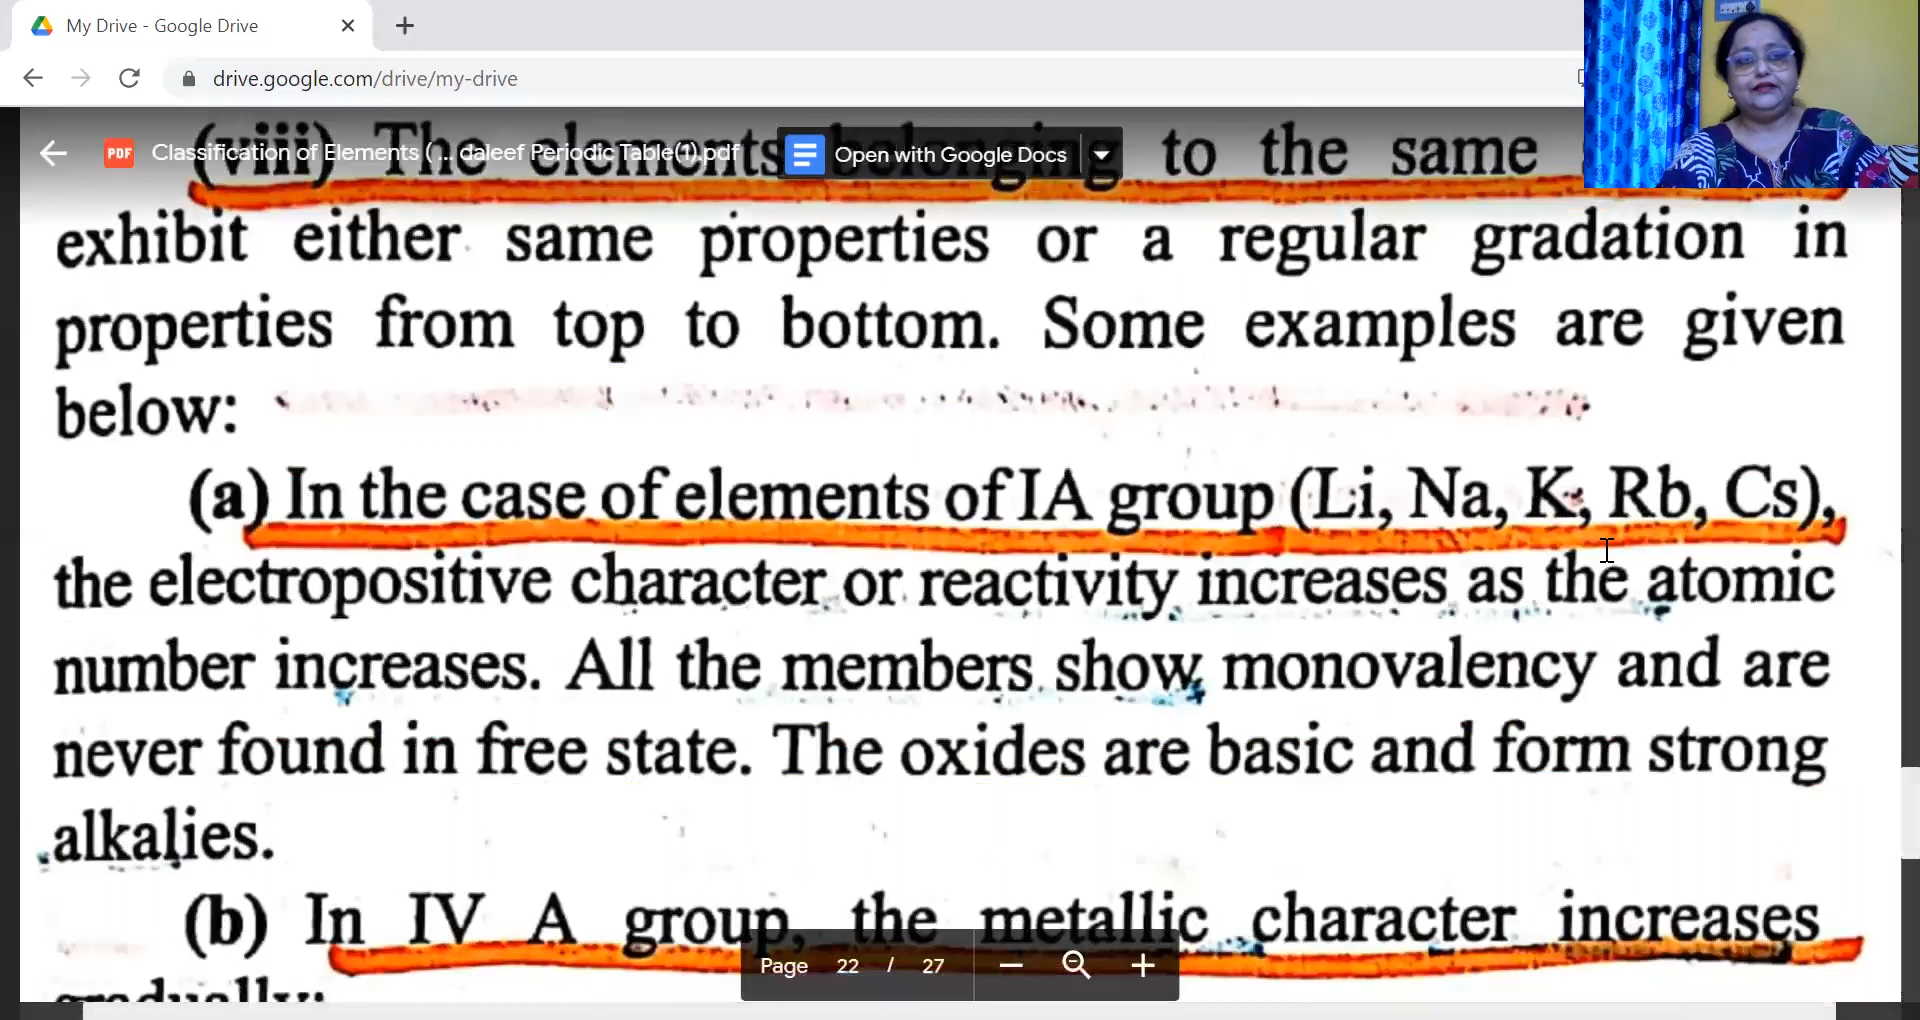 My Drive - Google Drive
drive.google.com/drive/my-drive
(viii) The elements belonging to the same
PDF Classification of Elements ( ... daleef Periodic Table(1).pdf
Open with Google Docs
exhibit either same properties or a regular gradation in
properties from top to bottom. Some examples are given
below:
(a) In the case of elements of IA group (Li, Na, K, Rb, Cs),
the electropositive character or reactivity increases as the atomic
number increases. All the members show monovalency and are
never found in free state. The oxides are basic and form strong
alkalies.
(b) In IV A group, the metallic character increases
gradually:
Page 22 / 27